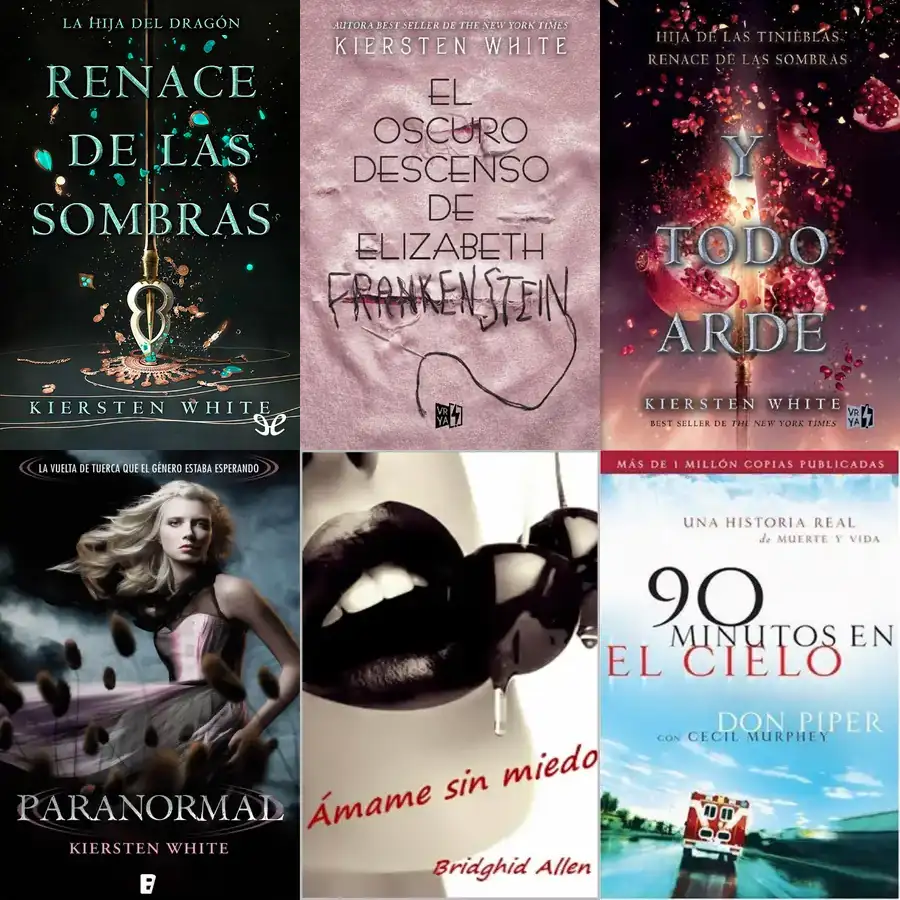 LA HIJA DEL DRAGÓN
RENACE
DE LAS
SOMBRAS
KIERSTEN WHITE
AUTORA BEST SELLER DE THE NEW YORK TIMES
KIERSTEN WHITE
EL
OSCURO
DESCENSO
DE
ELIZABETH
FRANKENSTEIN
VR
YA
HIJA DE LAS TINIEBLAS.
RENACE DE LAS SOMBRAS
Y
TODO
ARDE
KIERSTEN WHITE
BEST SELLER DE THE NEW YORK TIMES
VR
YA
LA VUELTA DE TUERCA QUE EL GÉNERO ESTABA ESPERANDO
PARANORMAL
KIERSTEN WHITE
B
Ámame sin miedo
Bridghid Allen
MÁS DE 1 MILLÓN COPIAS PUBLICADAS
UNA HISTORIA REAL
de MUERTE Y VIDA
90
MINUTOS EN
EL CIELO
DON PIPER
CON CECIL MURPHEY